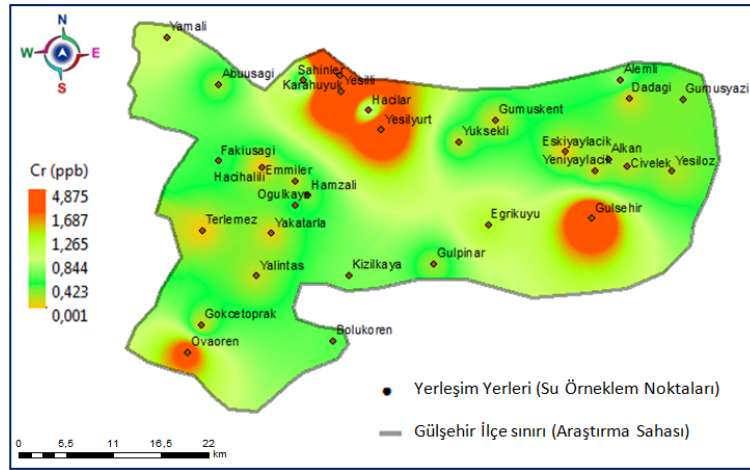 N
W E
S
Cr (ppb)
4,875
1,687
1,265
0,844
0,423
0,001
Yamali
Abuusagi
Sahinler
Yesilli
Karahuyuk
Hacilar
Yesilyurt
Alemli
Dadagi
Gumusyazi
Gumuskent
Yuksekli
Eskiyaylacik
Alkan
Yeniyaylacik
Civelek
Yesiloz
Fakiusagi
Hacihalili
Emmiler
Hamzali
Ogulkaya
Terlemez
Yakatarla
Egrikuyu
Gulsehir
Yalintas
Kizilkaya
Gulpinar
Gokcetoprak
Ovaoren
Bolukoren
Yerleşim Yerleri (Su Örneklem Noktaları)
Gülşehir İlçe sınırı (Araştırma Sahası)
0 5,5 11 16,5 22
km